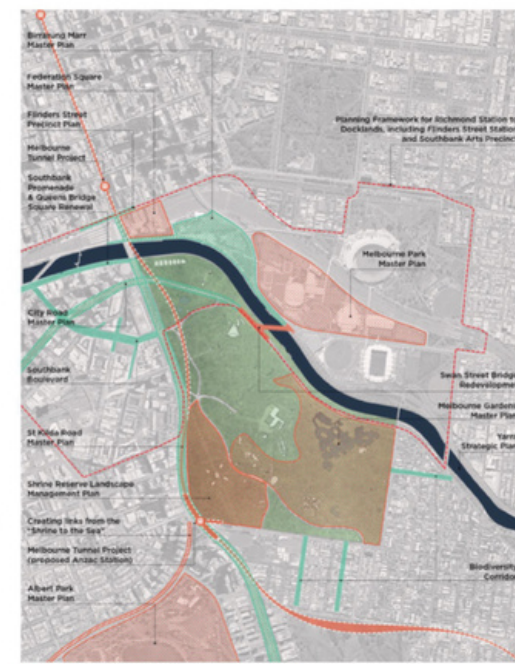 Birrarung Marr
Master Plan
Federation Square
Master Plan
Flinders Street
Precinct Plan
Melbourne
Tunnel Project
Southbank
Promenade
& Queens Bridge
Square Renewal
City Road
Master Plan
Southbank
Boulevard
St Kilda Road
Master Plan
Shrine Reserve Landscape
Management Plan
Creating links from the
"Shrine to the Sea"
Melbourne Tunnel Project
(proposed Anzac Station)
Albert Park
Master Plan
Planning Framework for Richmond Station to
Docklands, including Flinders Street Station
and Southbank Arts Precinct
Melbourne Park
Master Plan
Swan Street Bridge
Redevelopmen
Melbourne Gardens
Master Plan
Yarra
Strategic Plan
Biodiversity
Corridor